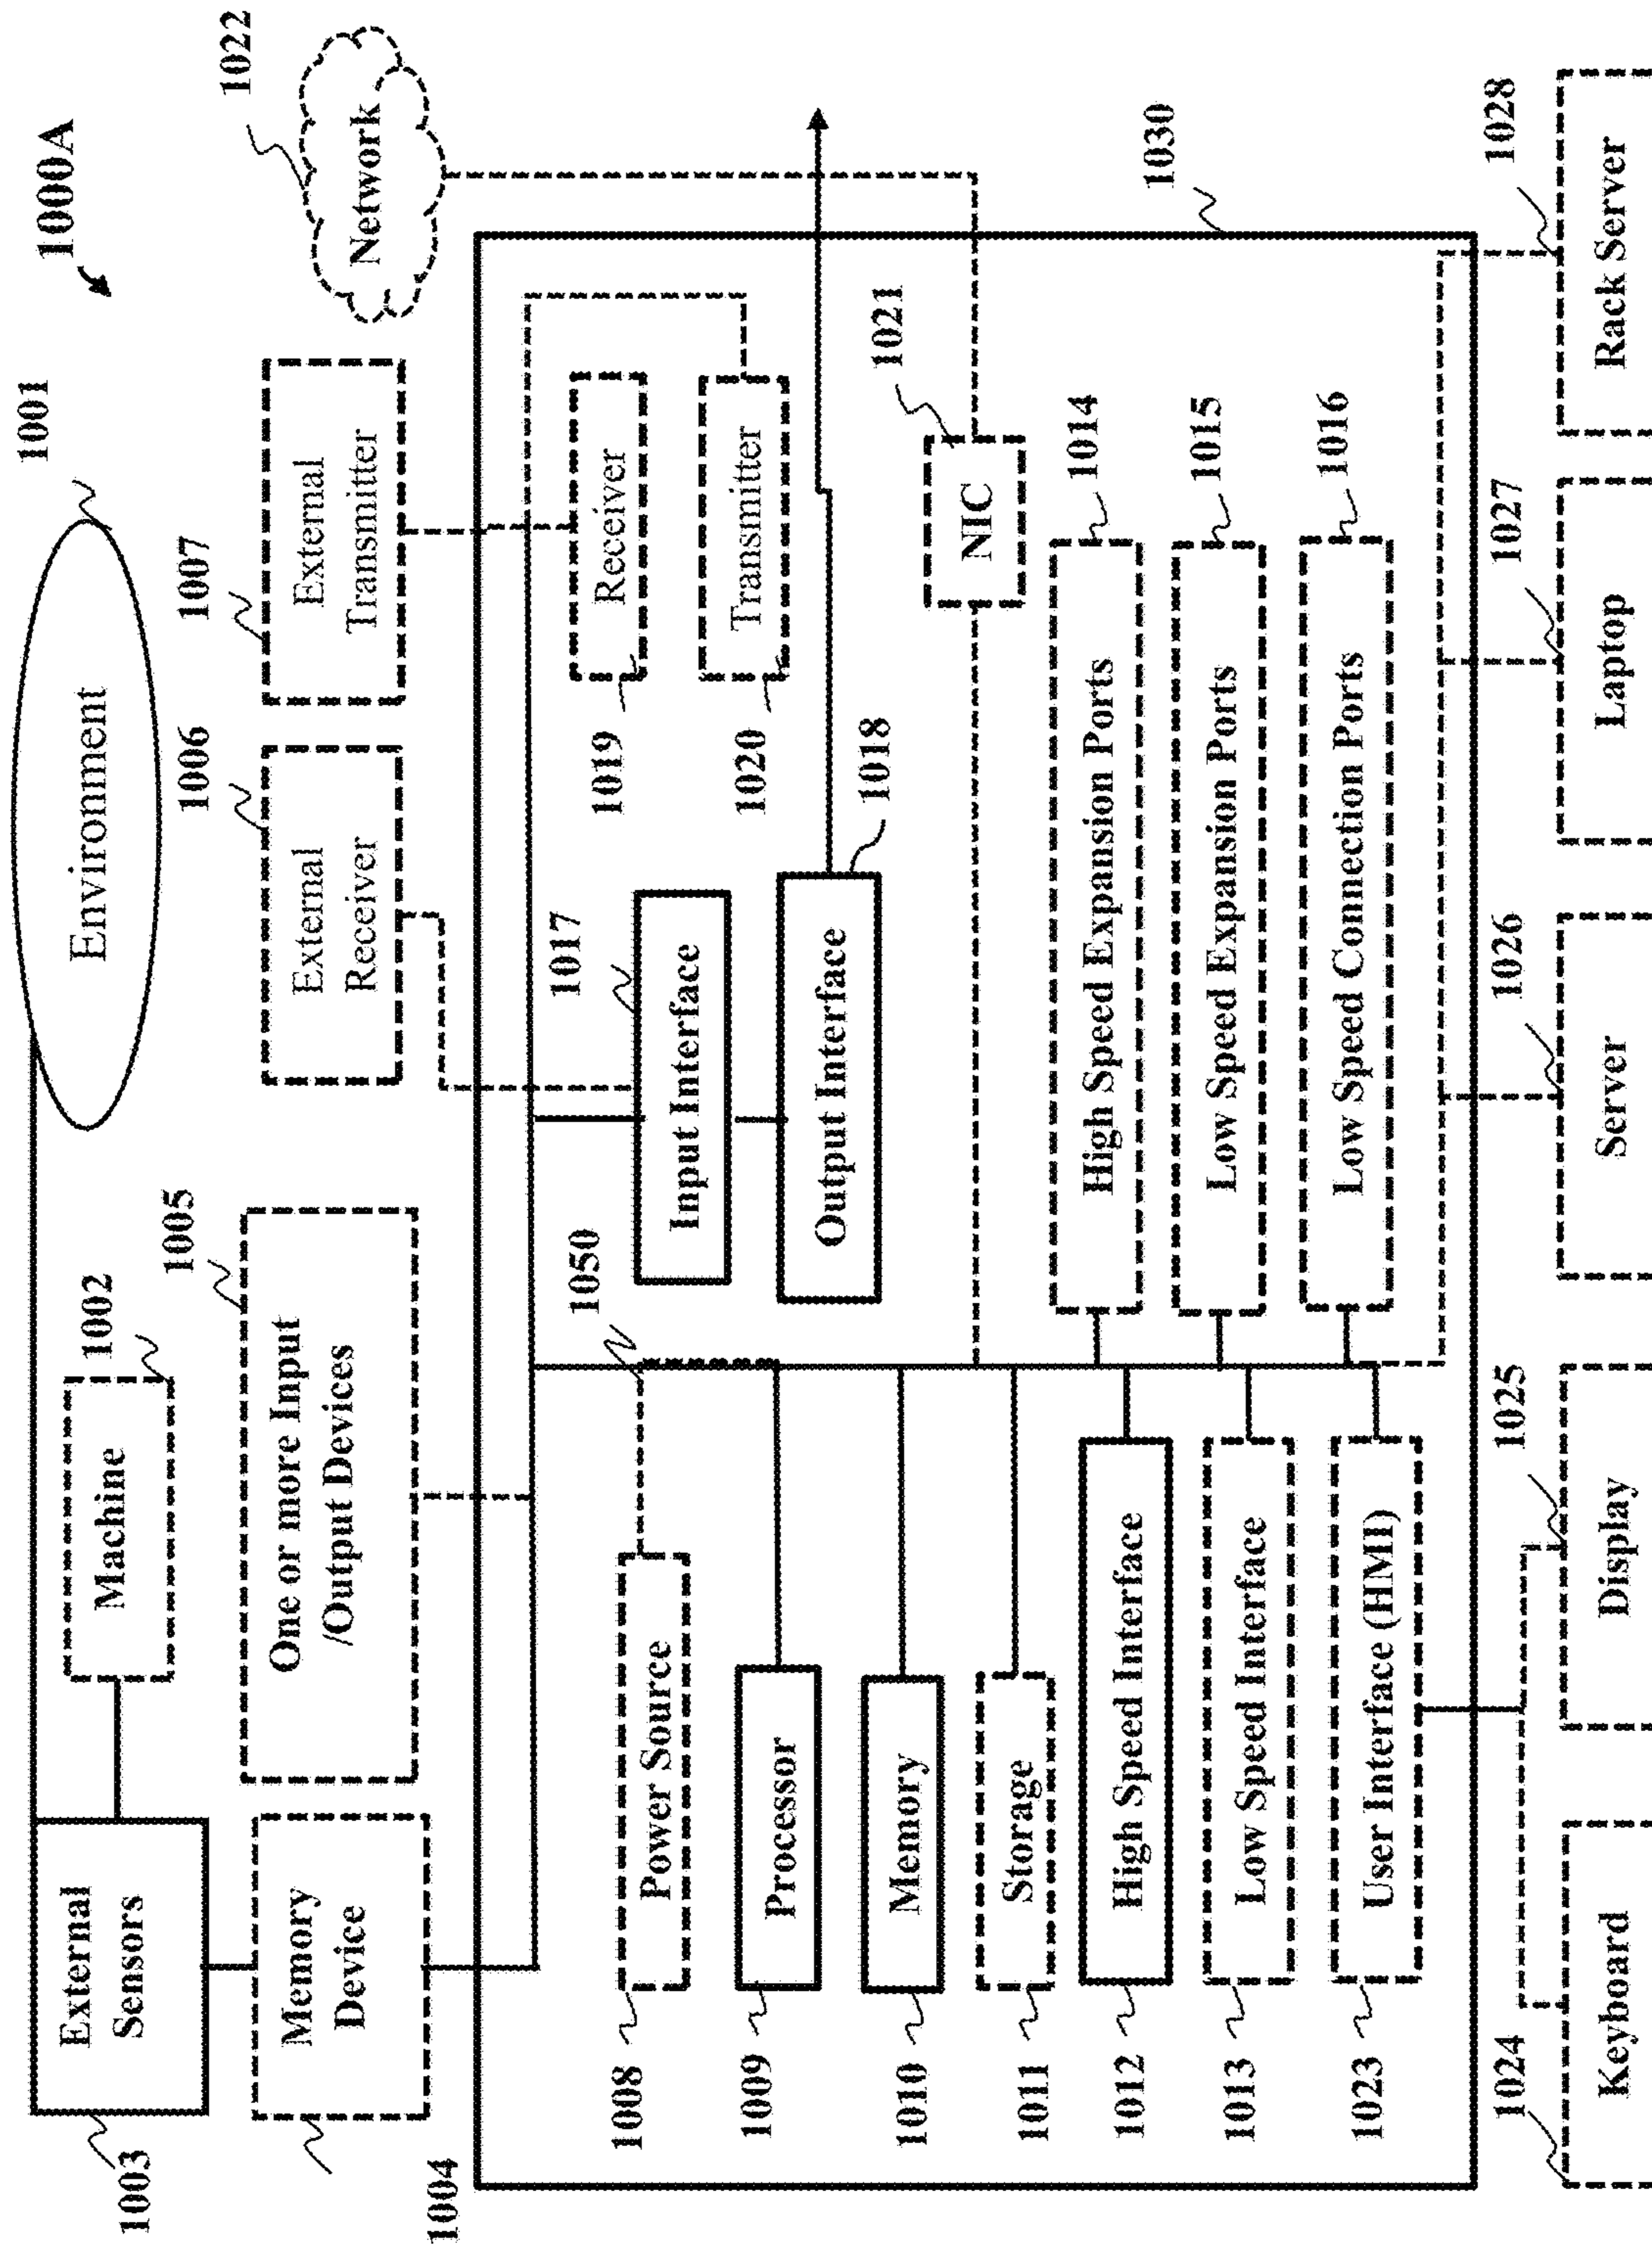 1000A
1001
Environment
1022
Network
1003
External
Sensors
1002
Machine
1004
Memory
Device
1005
One or more Input
/Output Devices
1006
External
Receiver
1007
External
Transmitter
1030
1050
1008
Power Source
1009
Processor
1010
Memory
1011
Storage
1012
High Speed Interface
1013
Low Speed Interface
1023
User Interface (HMI)
1017
Input Interface
Output Interface
1018
1019
Receiver
1020
Transmitter
1021
NIC
High Speed Expansion Ports
1014
Low Speed Expansion Ports
1015
Low Speed Connection Ports
1016
1024
Keyboard
1025
Display
1026
Server
1027
Laptop
1028
Rack Server